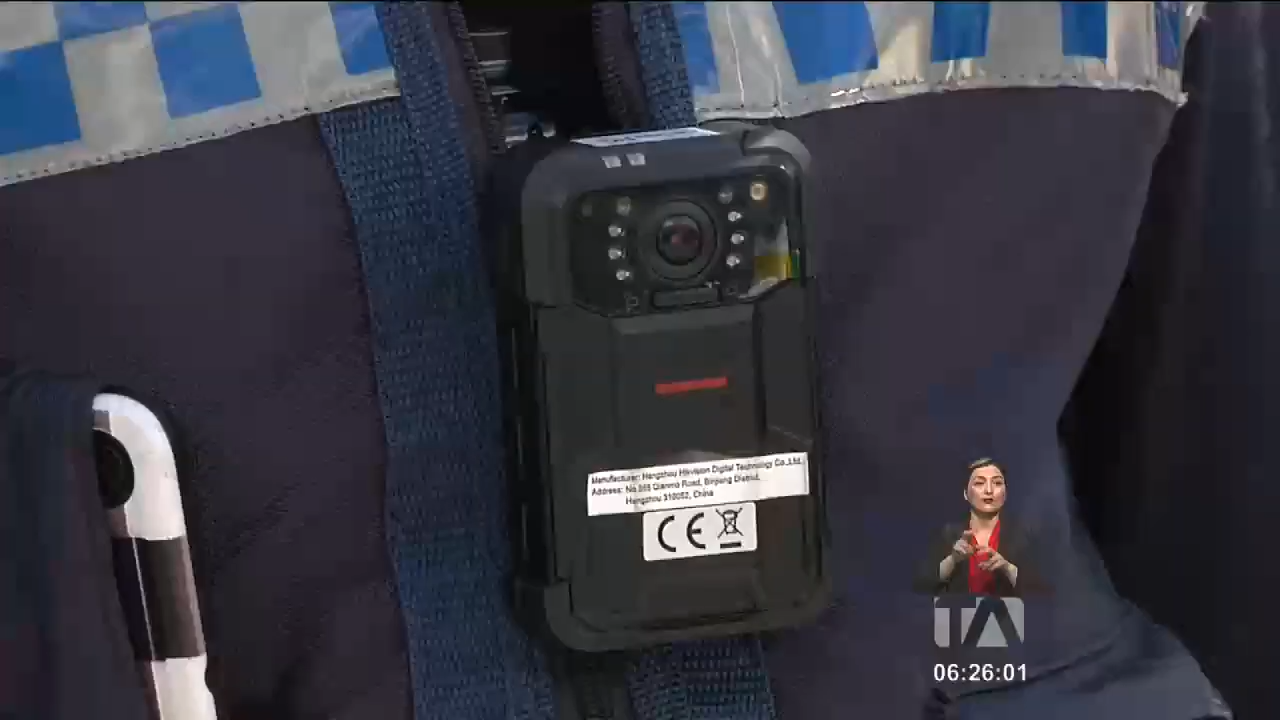 Manufacturer: Hangzhou Hikvision Digital Technology Co.,Ltd.
Address: No.555 Qianmo Road, Binjiang District,
Hangzhou 310052, China
CE
TA
06:26:01